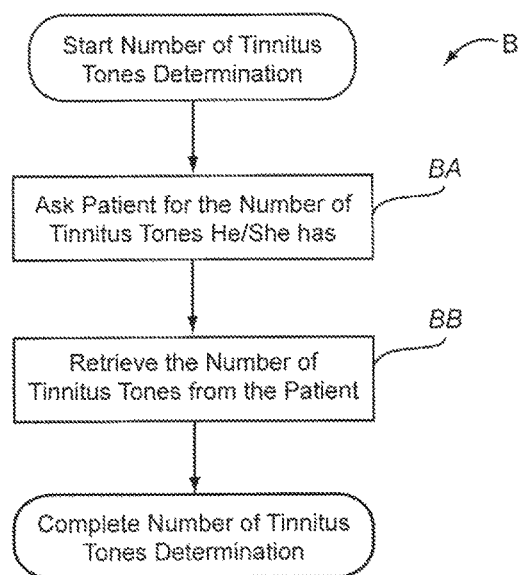 Start Number of Tinnitus
Tones Determination
B
BA
Ask Patient for the Number of
Tinnitus Tones He/She has
BB
Retrieve the Number of
Tinnitus Tones from the Patient
Complete Number of Tinnitus
Tones Determination